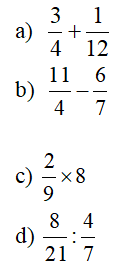 a) 3/4 + 1/12
b) 11/4 − 6/7
c) 2/9 × 8
d) 8/21 : 4/7